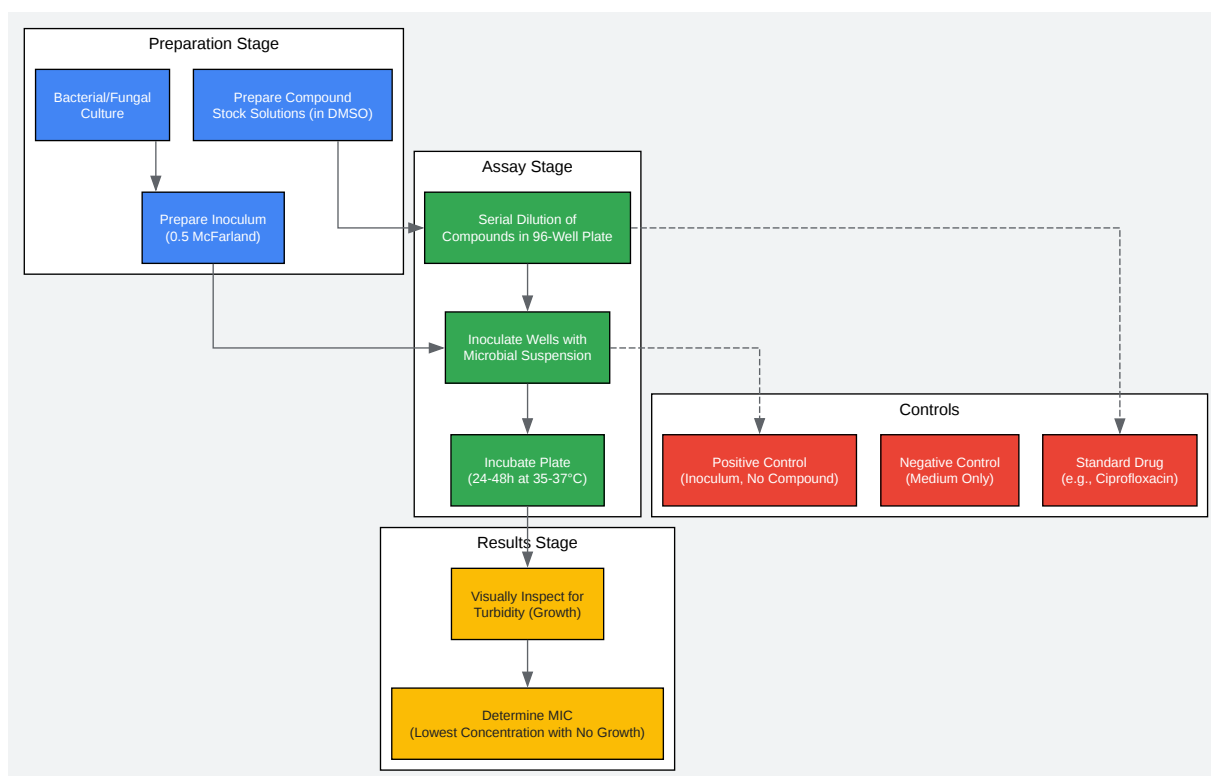 Preparation Stage
Bacterial/Fungal
Culture
Prepare Compound
Stock Solutions (in DMSO)
Prepare Inoculum
(0.5 McFarland)
Assay Stage
Serial Dilution of
Compounds in 96-Well Plate
Inoculate Wells with
Microbial Suspension
Incubate Plate
(24-48h at 35-37°C)
Controls
Positive Control
(Inoculum, No Compound)
Negative Control
(Medium Only)
Standard Drug
(e.g., Ciprofloxacin)
Results Stage
Visually Inspect for
Turbidity (Growth)
Determine MIC
(Lowest Concentration with No Growth)